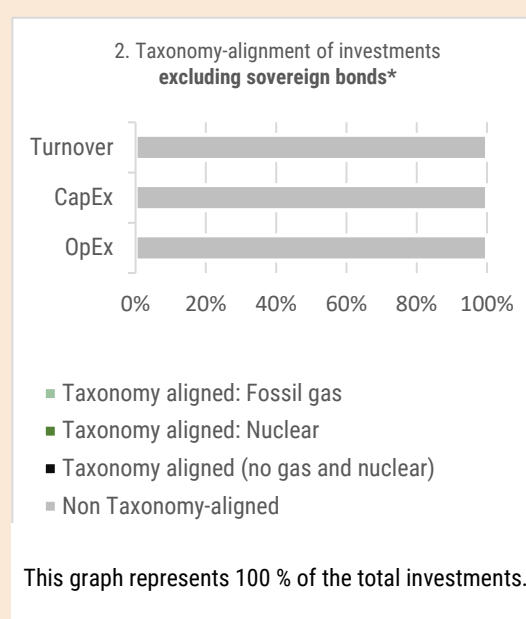 2. Taxonomy-alignment of investments
excluding sovereign bonds*
Turnover
CapEx
OpEx
0% 20% 40% 60% 80% 100%
Taxonomy aligned: Fossil gas
Taxonomy aligned: Nuclear
Taxonomy aligned (no gas and nuclear)
Non Taxonomy-aligned
This graph represents 100 % of the total investments.